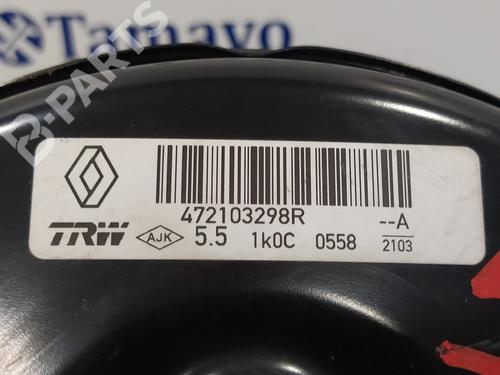 Tamayo
B-PARTS
472103298R
--A
TRW AJK 5.5 1k0C 0558 2103